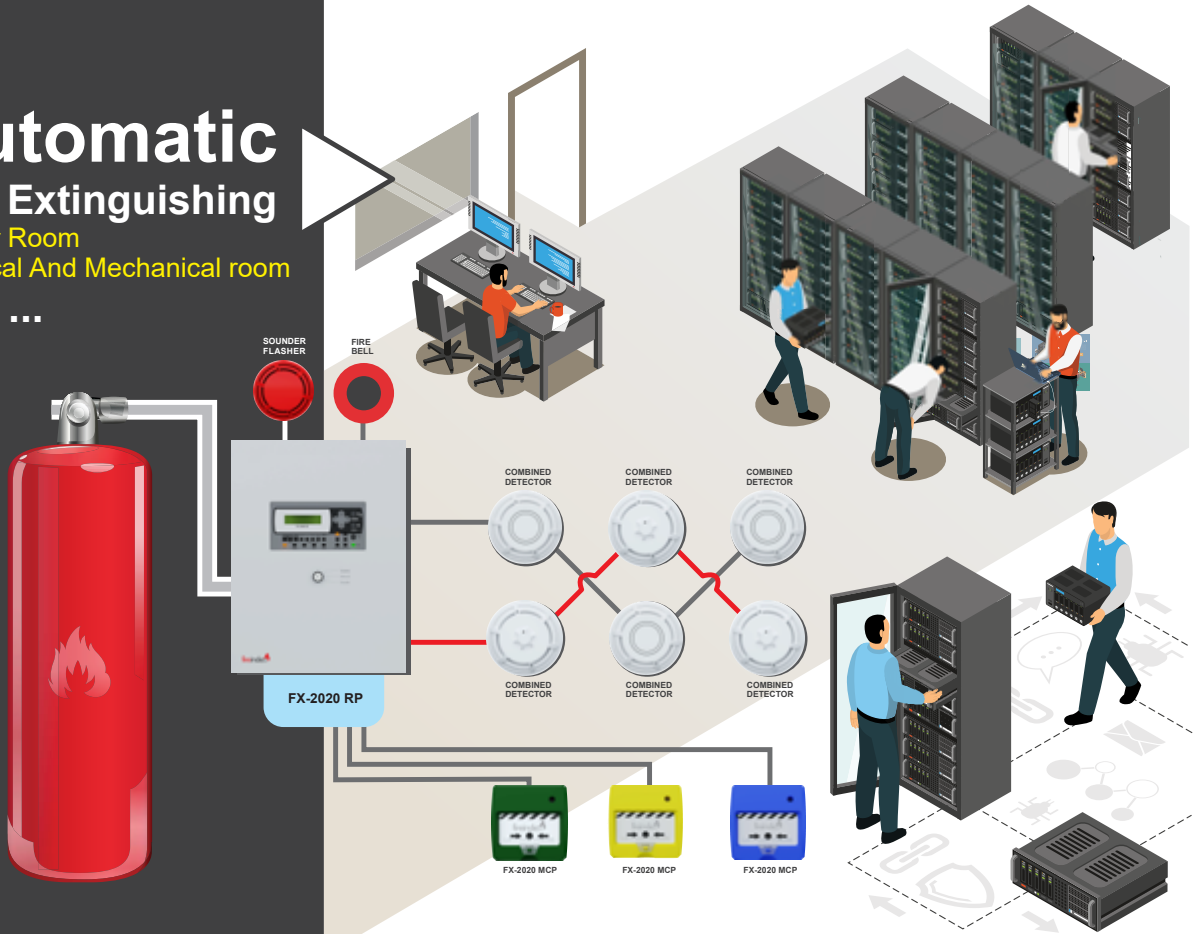 utomatic
Extinguishing
Room
cal And Mechanical room
...
SOUNDER
FLASHER
FIRE
BELL
COMBINED
DETECTOR
COMBINED
DETECTOR
COMBINED
DETECTOR
COMBINED
DETECTOR
COMBINED
DETECTOR
COMBINED
DETECTOR
FX-2020 RP
FX-2020 MCP
FX-2020 MCP
FX-2020 MCP